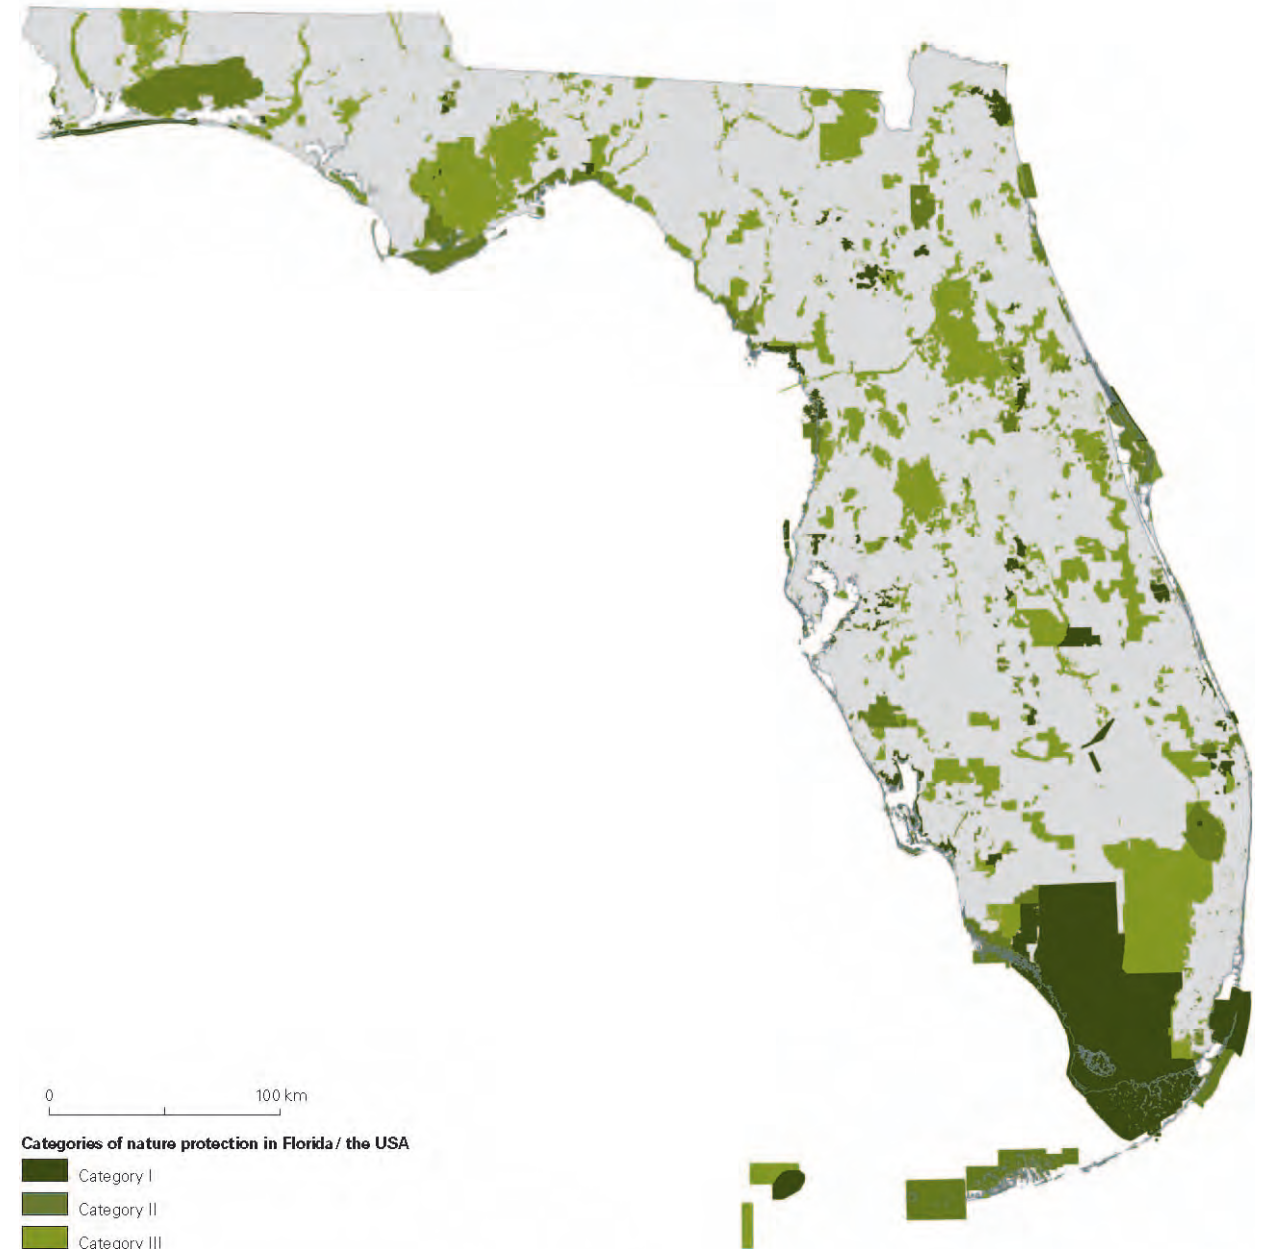 0 100 km
Categories of nature protection in Florida / the USA
Category I
Category II
Category III